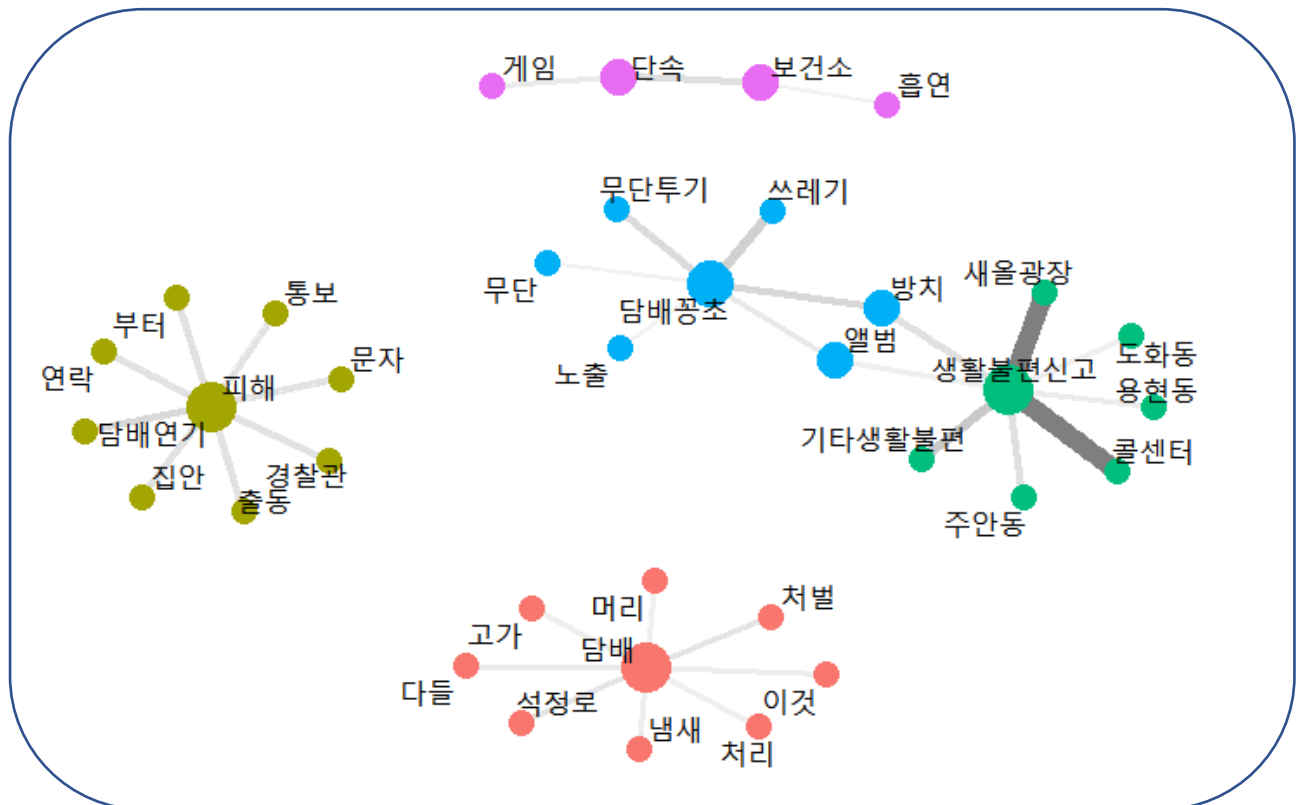 게임
단속
보건소
흡연
무단투기
쓰레기
무단
담배꽁초
방치
앨범
노출
새올광장
도화동
생활불편신고
용현동
기타생활불편
콜센터
주안동
통보
부터
문자
연락
피해
담배연기
집안
경찰관
출동
머리
처벌
고가
담배
다들
석정로
이것
냄새
처리